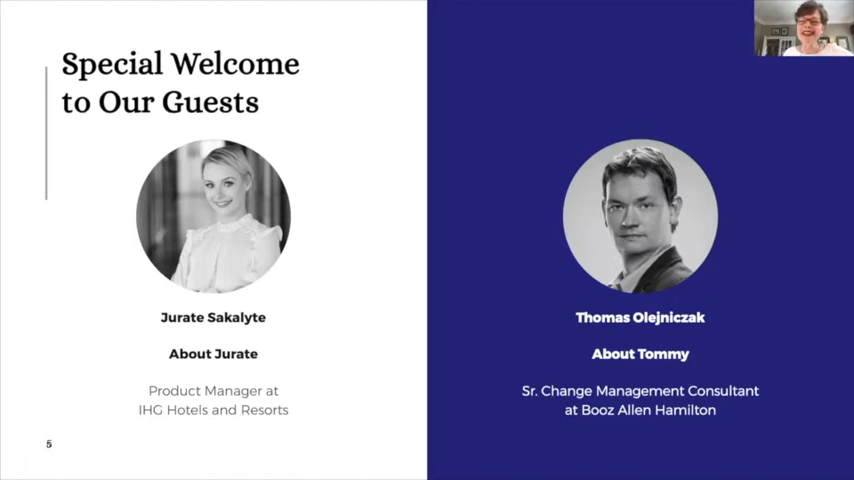 Special Welcome
to Our Guests
Jurate Sakalyte
About Jurate
Product Manager at
IHG Hotels and Resorts
5
Thomas Olejniczak
About Tommy
Sr. Change Management Consultant
at Booz Allen Hamilton